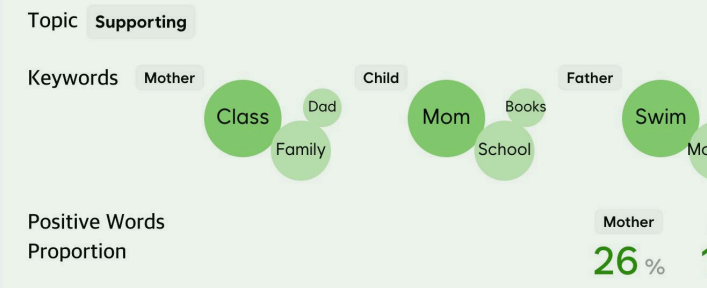 Topic Supporting
Keywords Mother Child Father
Class Dad Family Mom Books School Swim
Positive Words Mother
Proportion 26 %